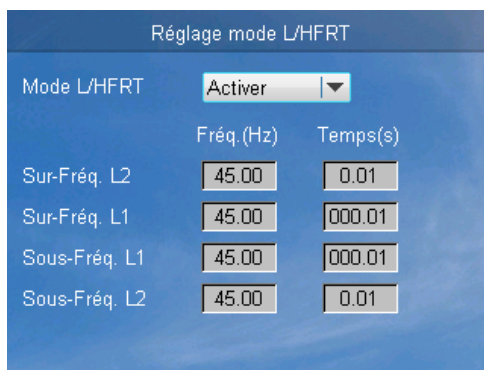 Réglage mode L/HFRT
Mode L/HFRT Activer
Fréq.(Hz) Temps(s)
Sur-Fréq. L2 45.00 0.01
Sur-Fréq. L1 45.00 000.01
Sous-Fréq. L1 45.00 000.01
Sous-Fréq. L2 45.00 0.01